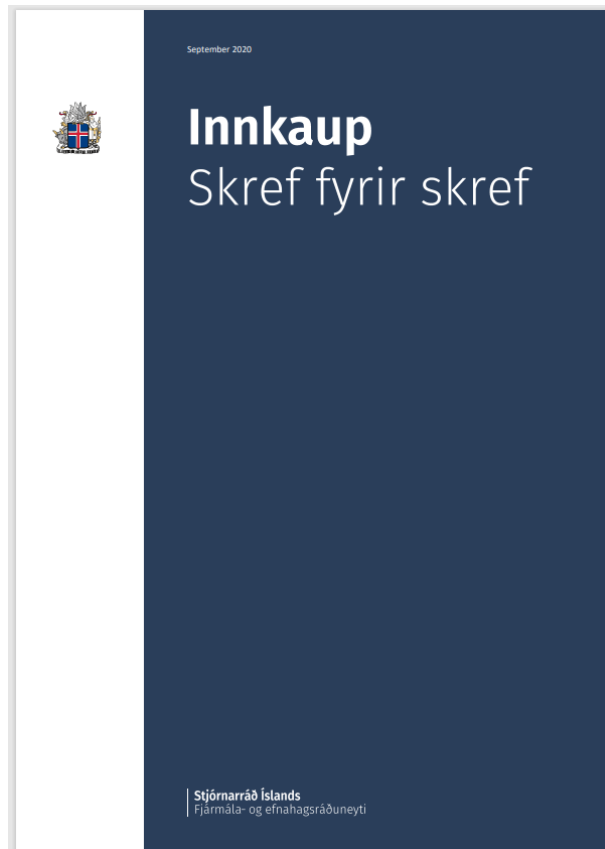 September 2020
Innkaup
Skref fyrir skref
Stjórnarráð Íslands
Fjármála- og efnahagsráðuneyti